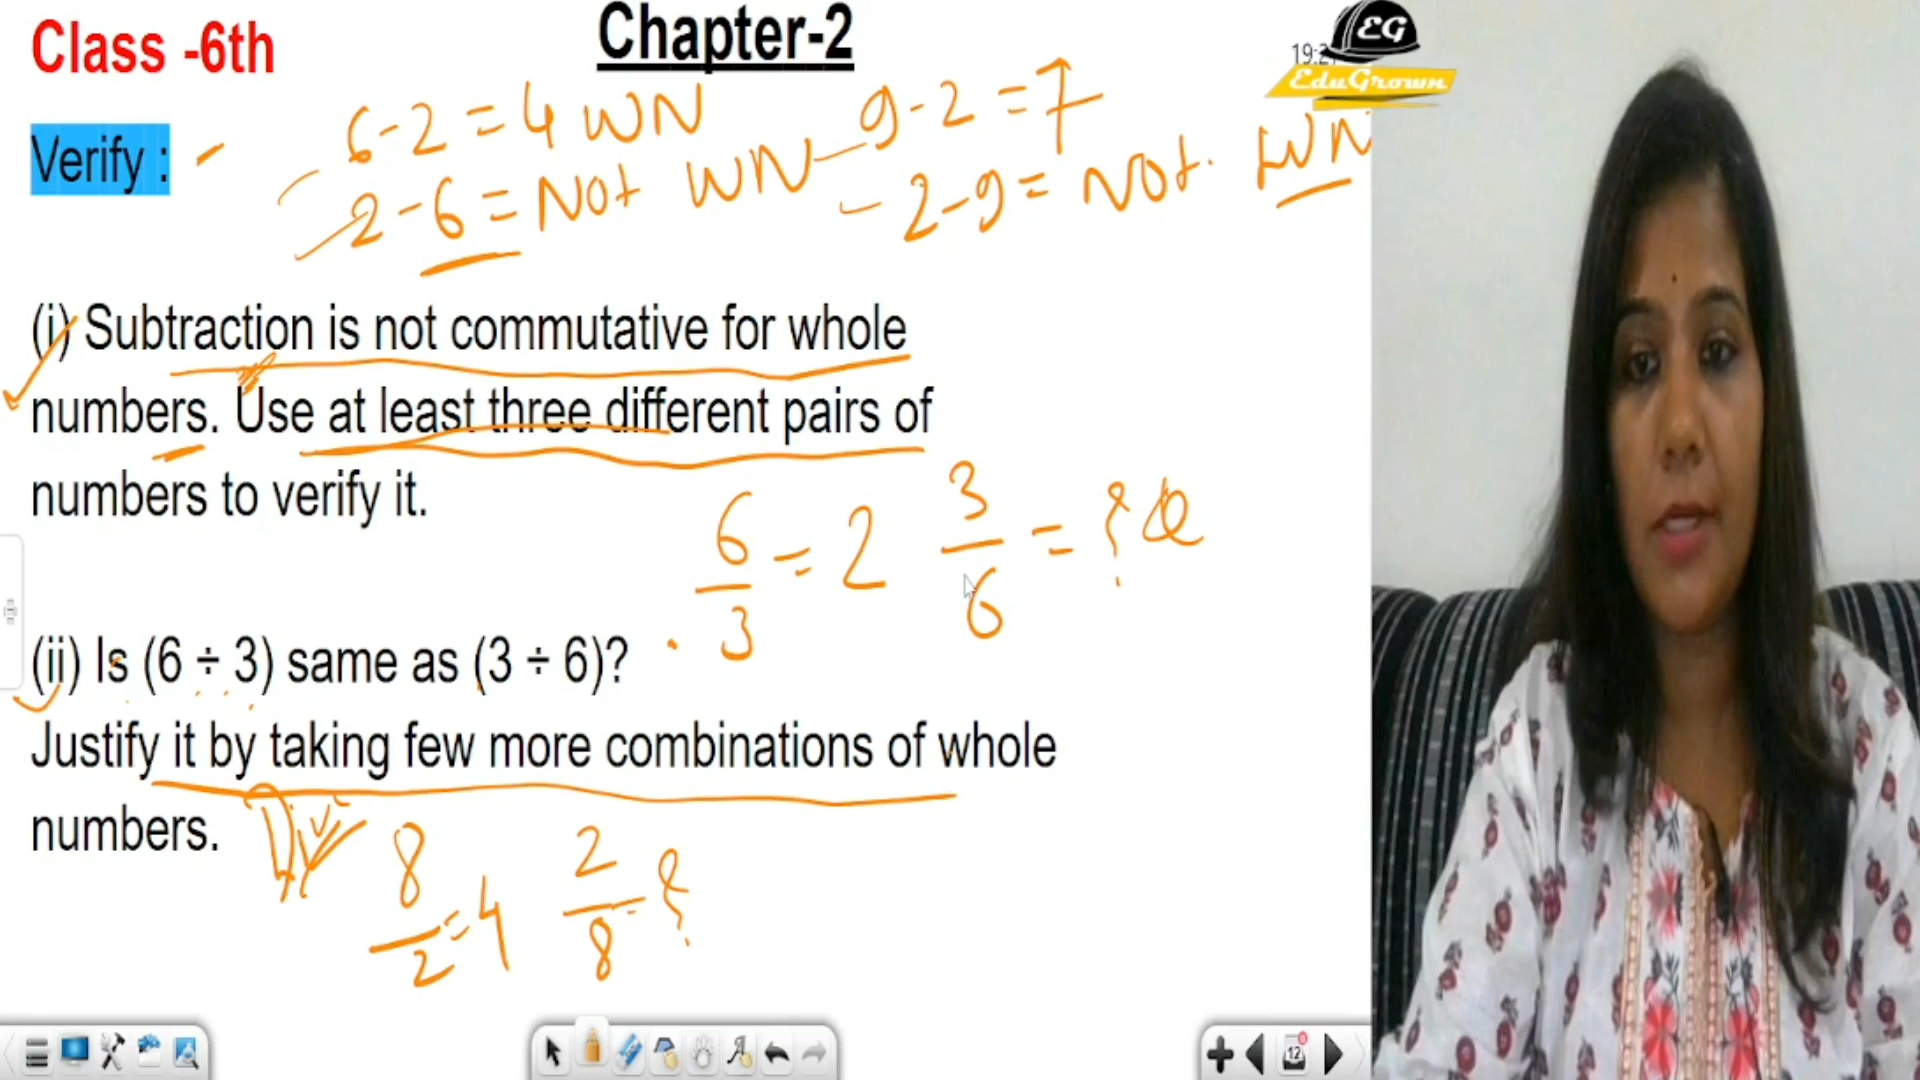 Class -6th
Chapter-2
EG
EduGrown
Verify :
6-2=4 WN
9-2=7
2-6= Not WN
2-9= Not WN
(i) Subtraction is not commutative for whole
numbers. Use at least three different pairs of
numbers to verify it.
6/3 = 2
3/6 = ?
(ii) Is (6 ÷ 3) same as (3 ÷ 6)?
Justify it by taking few more combinations of whole
numbers.
8/2 = 4
2/8 = ?
12